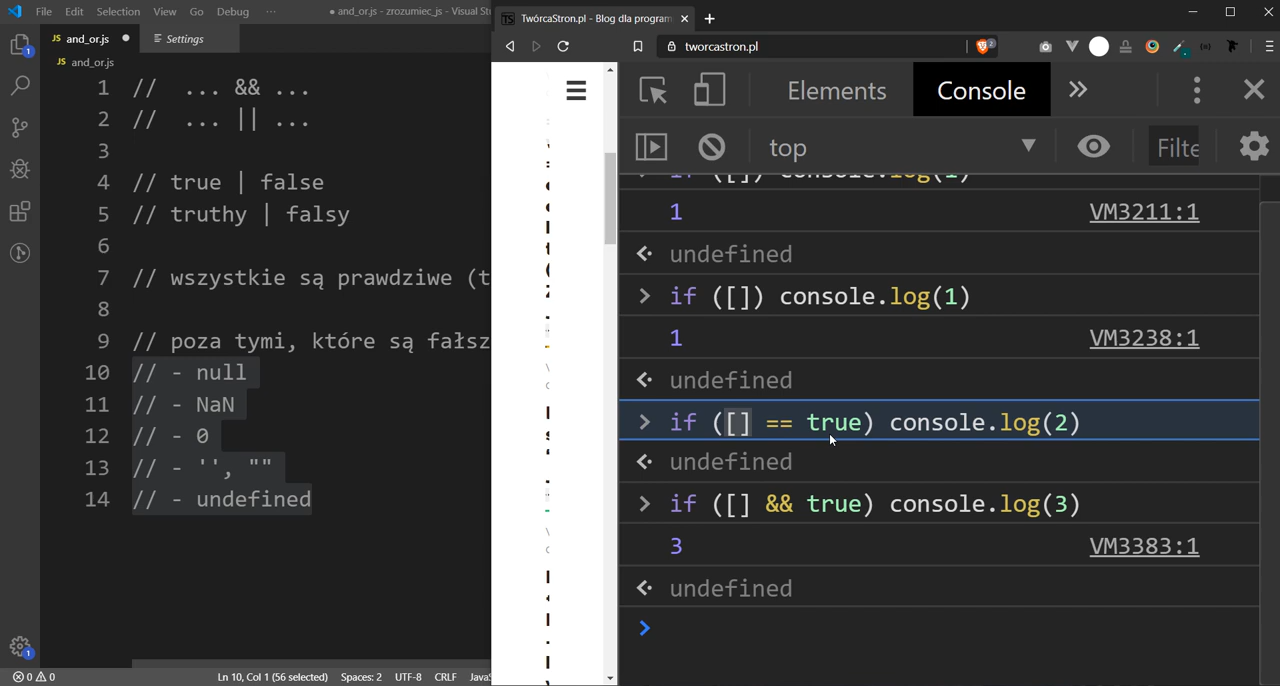 File Edit Selection View Go Debug ··· ● and_or.js - zrozumiec_js - Visual Stu
JS and_or.js ● Settings
JS and_or.js
1 // ... && ...
2 // ... || ...
3
4 // true | false
5 // truthy | falsy
6
7 // wszystkie są prawdziwe (t
8
9 // poza tymi, które są fałsz
10 // - null
11 // - NaN
12 // - 0
13 // - '', ""
14 // - undefined
0 0 Ln 10, Col 1 (56 selected) Spaces: 2 UTF-8 CRLF JavaS
TwórcaStron.pl - Blog dla program
tworcastron.pl
Elements Console »
top Filte
1 VM3211:1
undefined
> if ([]) console.log(1)
1 VM3238:1
undefined
> if ([] == true) console.log(2)
undefined
> if ([] && true) console.log(3)
3 VM3383:1
undefined
>